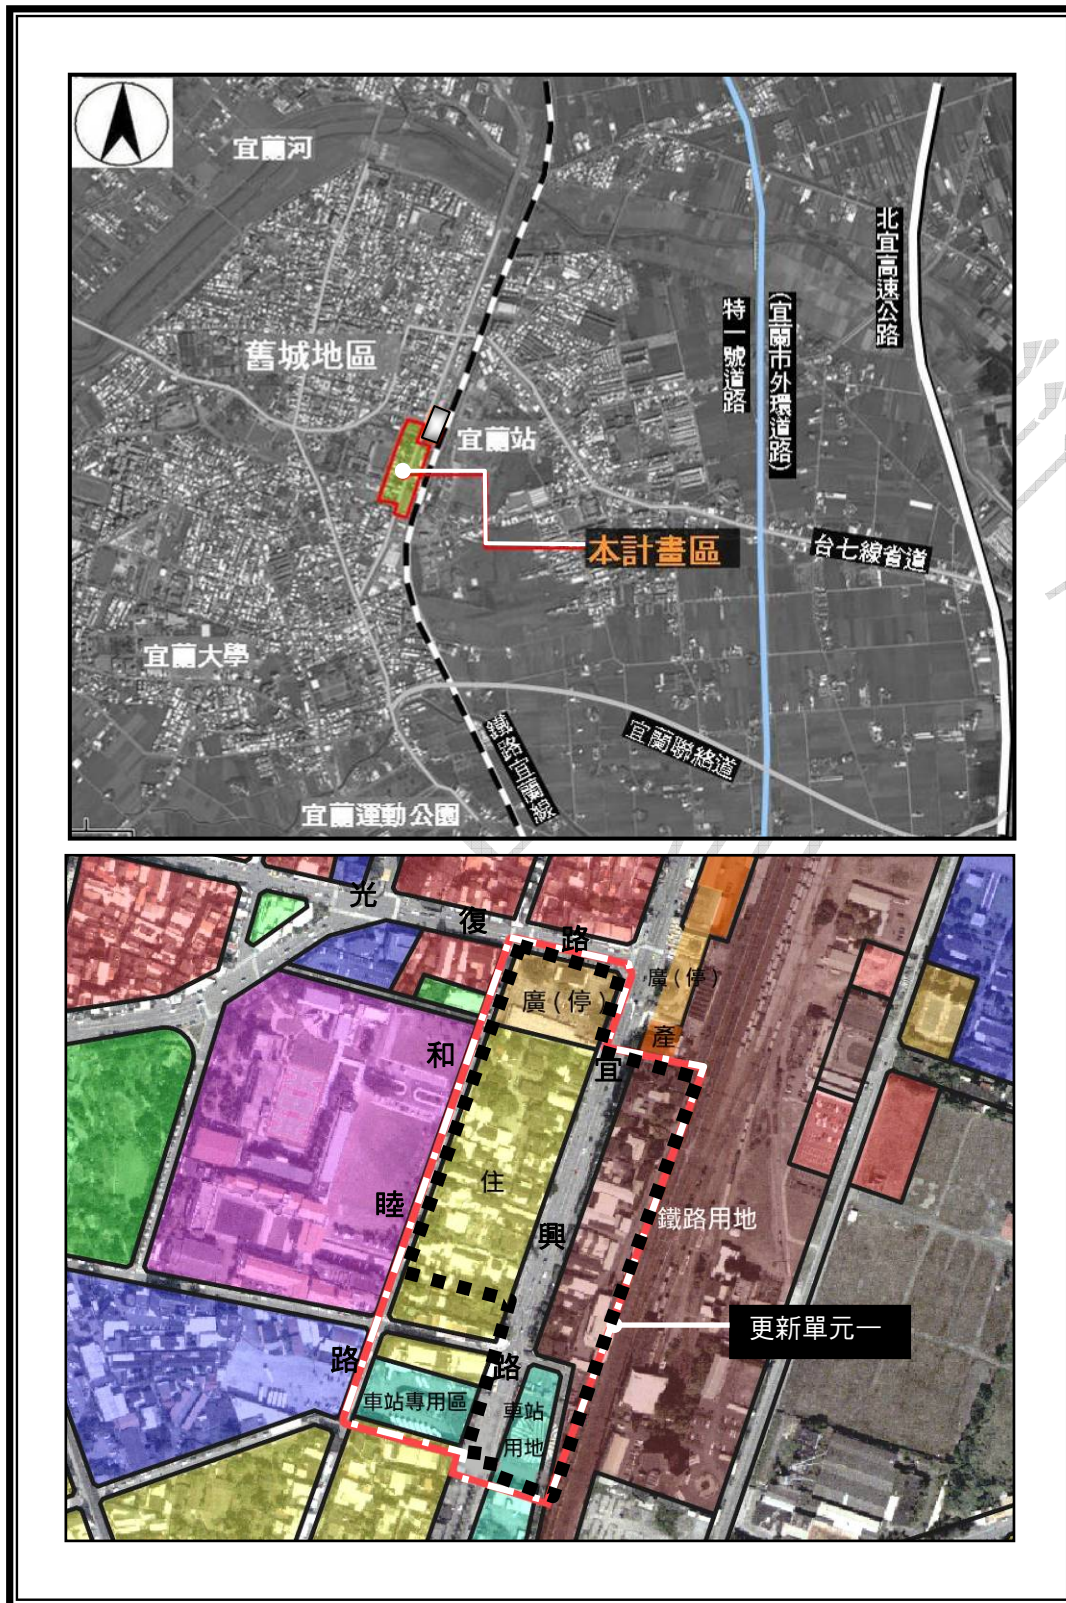 宜蘭河
北宜高速公路
特一號道路
(宜蘭市外環道路)
舊城地區
宜蘭站
本計畫區
台七線省道
宜蘭大學
鐵路宜蘭線
宜蘭聯絡道
宜蘭運動公園
光復路
廣(停)
廣(停)
產
和睦路
宜興路
住
鐵路用地
更新單元一
車站專用區
車站
用地